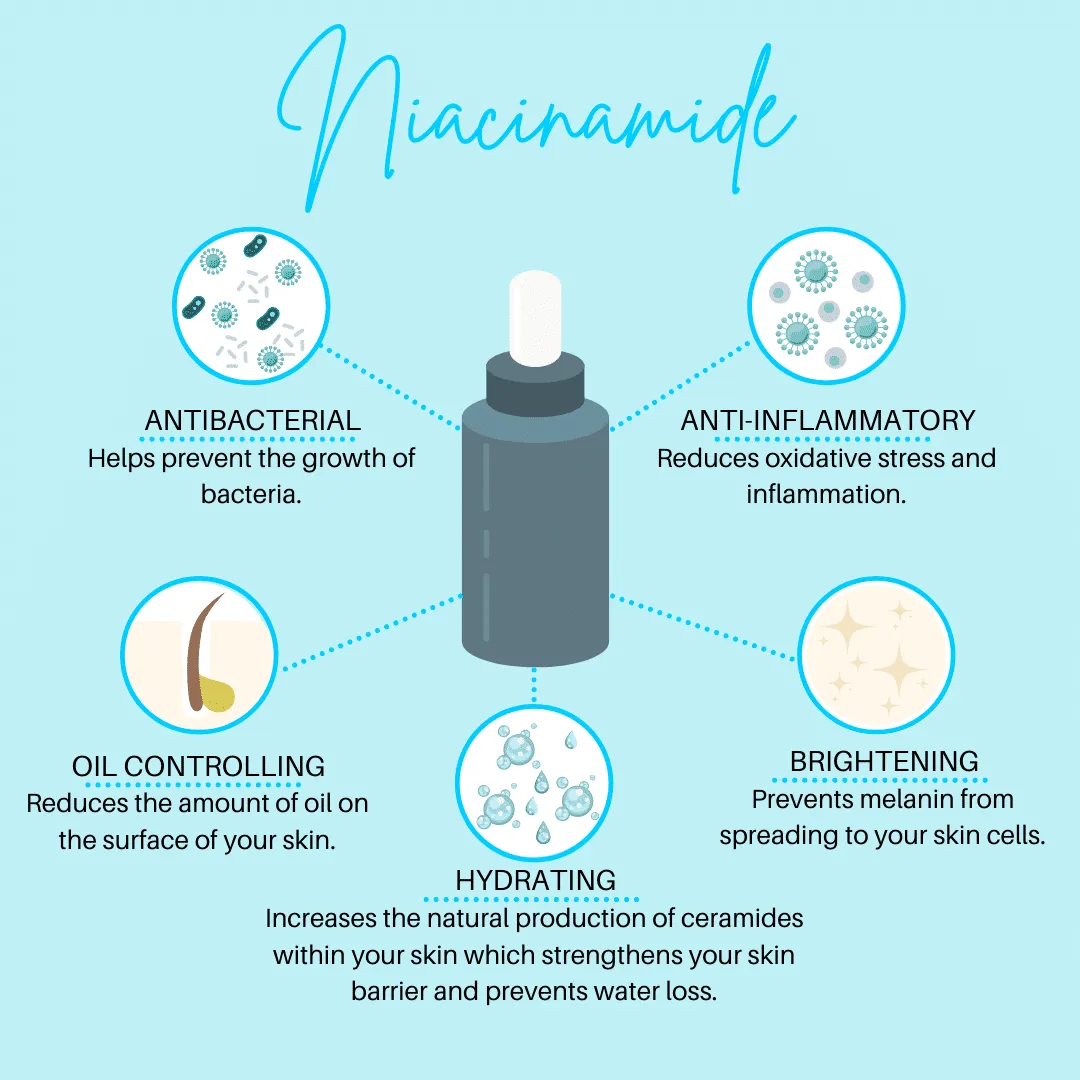 Niacinamide
ANTIBACTERIAL
Helps prevent the growth of
bacteria.
ANTI-INFLAMMATORY
Reduces oxidative stress and
inflammation.
OIL CONTROLLING
Reduces the amount of oil on
the surface of your skin.
BRIGHTENING
Prevents melanin from
spreading to your skin cells.
HYDRATING
Increases the natural production of ceramides
within your skin which strengthens your skin
barrier and prevents water loss.